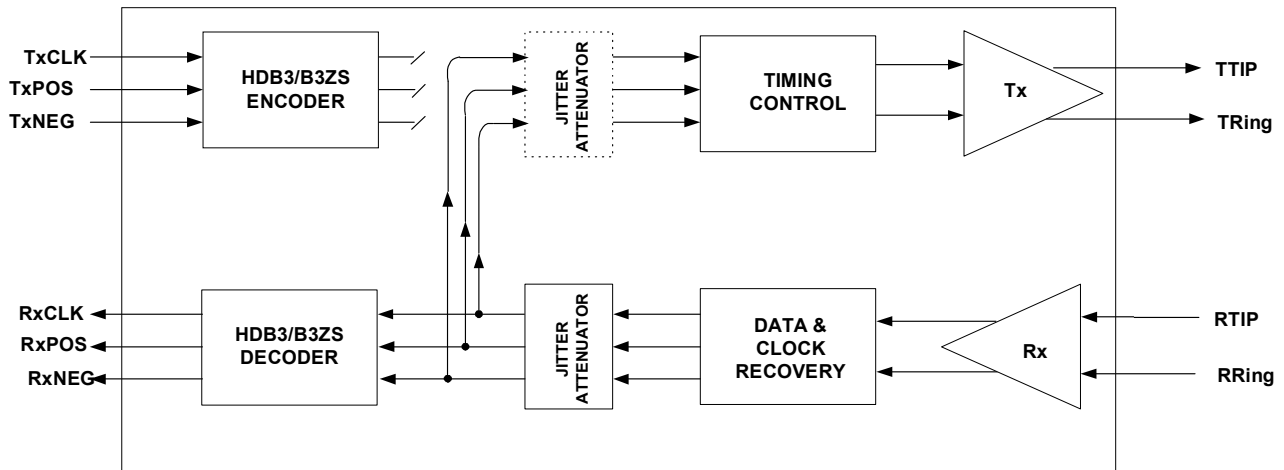 TxCLK
TxPOS
TxNEG
HDB3/B3ZS
ENCODER
JITTER
ATTENUATOR
TIMING
CONTROL
Tx
TTIP
TRing
RxCLK
RxPOS
RxNEG
HDB3/B3ZS
DECODER
JITTER
ATTENUATOR
DATA &
CLOCK
RECOVERY
Rx
RTIP
RRing